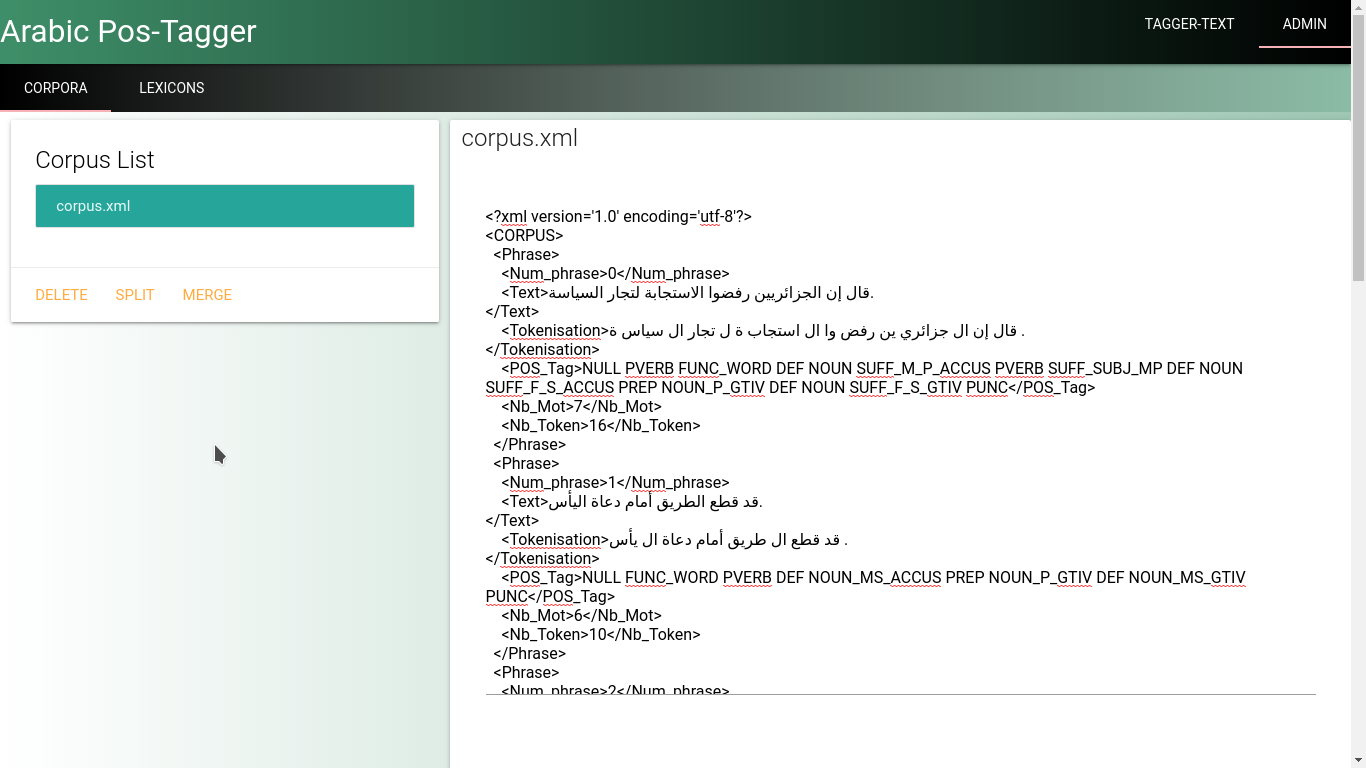 Arabic Pos-Tagger
TAGGER-TEXT
ADMIN
CORPORA
LEXICONS
Corpus List
corpus.xml
DELETE
SPLIT
MERGE
corpus.xml
<?xml version='1.0' encoding='utf-8'?>
<CORPUS>
<Phrase>
<Num_phrase>0</Num_phrase>
<Text>قال إن الجزائريين رفضوا الاستجابة لتجار السياسة.
</Text>
<Tokenisation>قال إن ال جزائري ين رفض وا ال استجاب ة ل تجار ال سياس ة .
</Tokenisation>
<POS_Tag>NULL PVERB FUNC_WORD DEF NOUN SUFF_M_P_ACCUS PVERB SUFF_SUBJ_MP DEF NOUN
SUFF_F_S_ACCUS PREP NOUN_P_GTIV DEF NOUN SUFF_F_S_GTIV PUNC</POS_Tag>
<Nb_Mot>7</Nb_Mot>
<Nb_Token>16</Nb_Token>
</Phrase>
<Phrase>
<Num_phrase>1</Num_phrase>
<Text>قد قطع الطريق أمام دعاة اليأس.
</Text>
<Tokenisation>قد قطع ال طريق أمام دعاة ال يأس .
</Tokenisation>
<POS_Tag>NULL FUNC_WORD PVERB DEF NOUN_MS_ACCUS PREP NOUN_P_GTIV DEF NOUN_MS_GTIV
PUNC</POS_Tag>
<Nb_Mot>6</Nb_Mot>
<Nb_Token>10</Nb_Token>
</Phrase>
<Phrase>
<Num_phrase>2</Num_phrase>